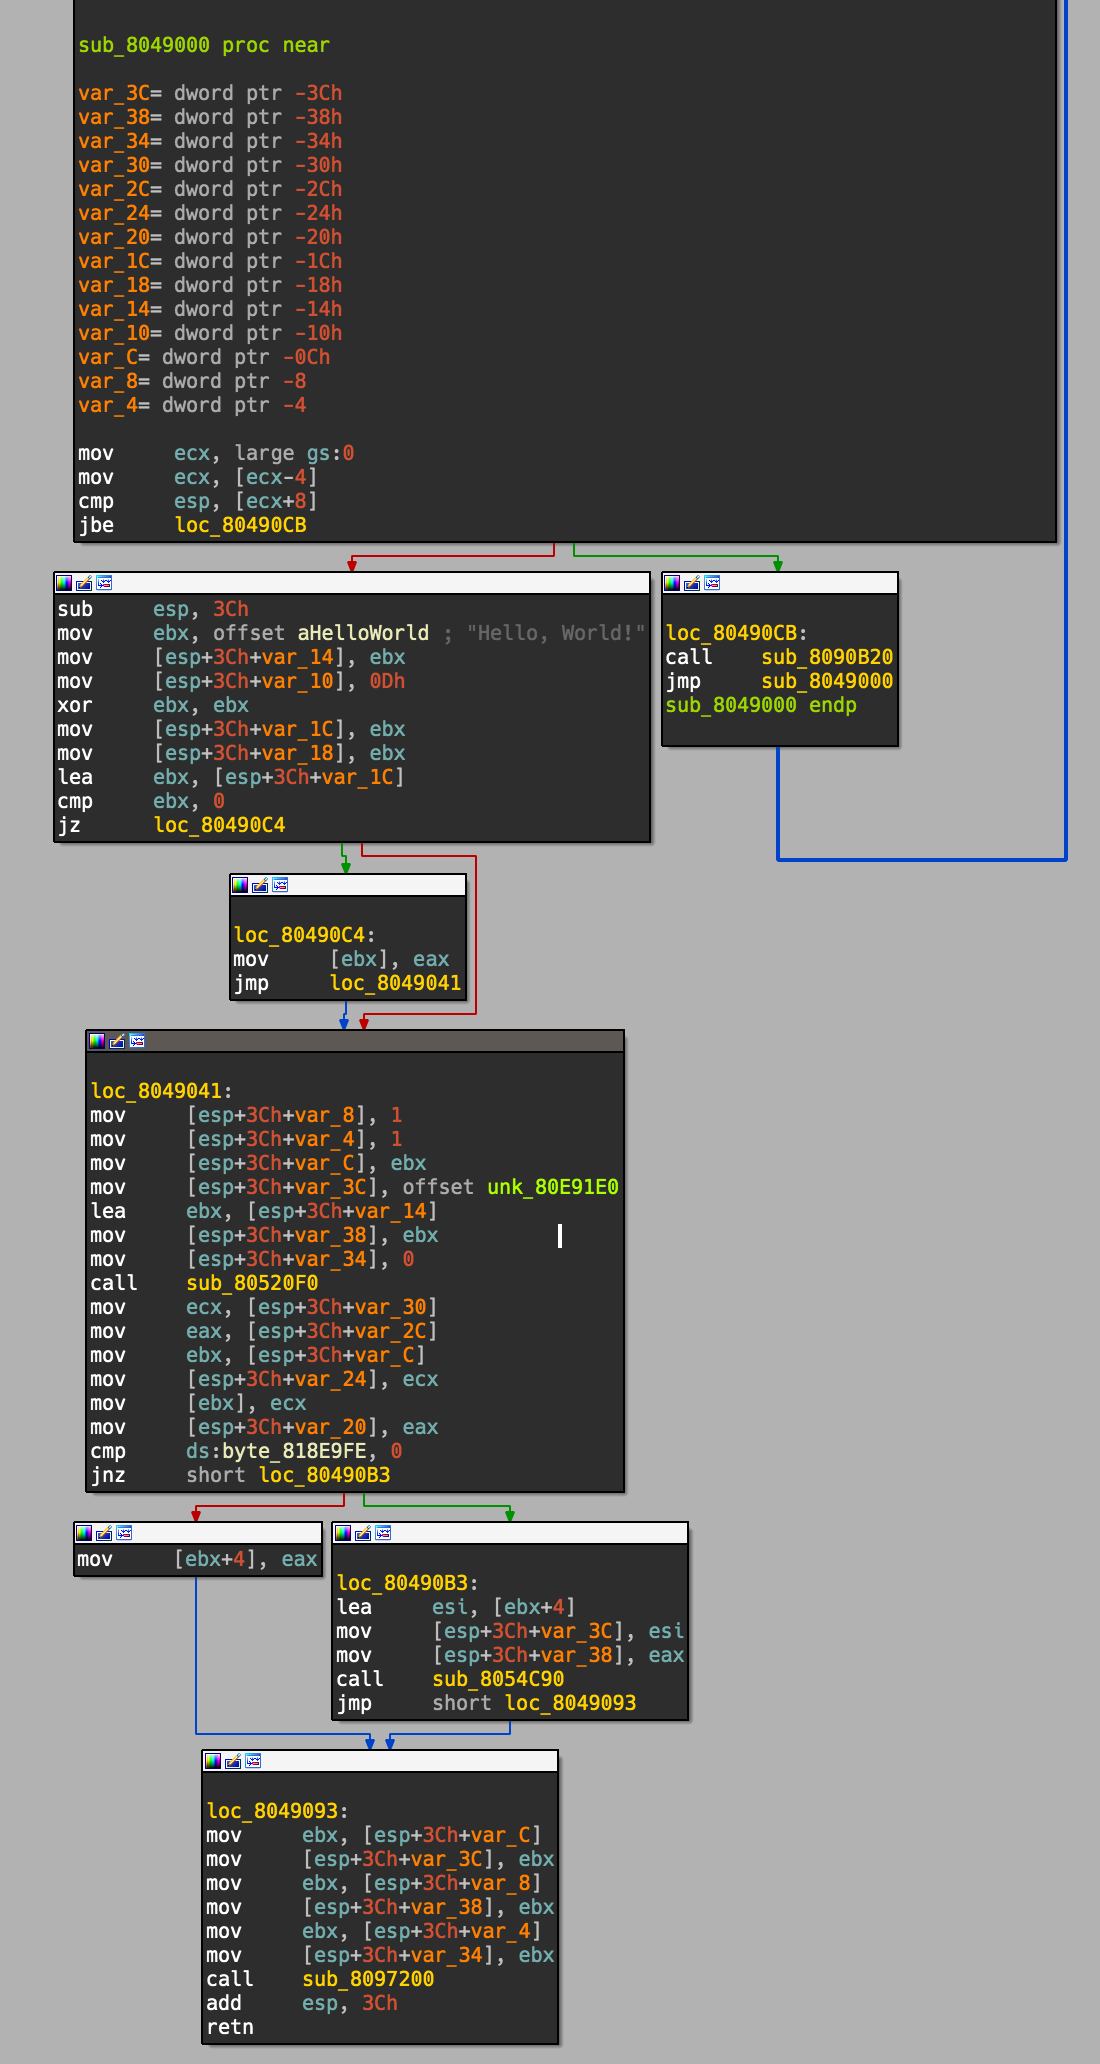 sub_8049000 proc near
var_3C= dword ptr -3Ch
var_38= dword ptr -38h
var_34= dword ptr -34h
var_30= dword ptr -30h
var_2C= dword ptr -2Ch
var_24= dword ptr -24h
var_20= dword ptr -20h
var_1C= dword ptr -1Ch
var_18= dword ptr -18h
var_14= dword ptr -14h
var_10= dword ptr -10h
var_C= dword ptr -0Ch
var_8= dword ptr -8
var_4= dword ptr -4
mov ecx, large gs:0
mov ecx, [ecx-4]
cmp esp, [ecx+8]
jbe loc_80490CB
sub esp, 3Ch
mov ebx, offset aHelloWorld ; "Hello, World!"
mov [esp+3Ch+var_14], ebx
mov [esp+3Ch+var_10], 0Dh
xor ebx, ebx
mov [esp+3Ch+var_1C], ebx
mov [esp+3Ch+var_18], ebx
lea ebx, [esp+3Ch+var_1C]
cmp ebx, 0
jz loc_80490C4
loc_80490CB:
call sub_8090B20
jmp sub_8049000
sub_8049000 endp
loc_80490C4:
mov [ebx], eax
jmp loc_8049041
loc_8049041:
mov [esp+3Ch+var_8], 1
mov [esp+3Ch+var_4], 1
mov [esp+3Ch+var_C], ebx
mov [esp+3Ch+var_3C], offset unk_80E91E0
lea ebx, [esp+3Ch+var_14]
mov [esp+3Ch+var_38], ebx
mov [esp+3Ch+var_34], 0
call sub_80520F0
mov ecx, [esp+3Ch+var_30]
mov eax, [esp+3Ch+var_2C]
mov ebx, [esp+3Ch+var_C]
mov [esp+3Ch+var_24], ecx
mov [ebx], ecx
mov [esp+3Ch+var_20], eax
cmp ds:byte_818E9FE, 0
jnz short loc_80490B3
mov [ebx+4], eax
loc_80490B3:
lea esi, [ebx+4]
mov [esp+3Ch+var_3C], esi
mov [esp+3Ch+var_38], eax
call sub_8054C90
jmp short loc_8049093
loc_8049093:
mov ebx, [esp+3Ch+var_C]
mov [esp+3Ch+var_3C], ebx
mov ebx, [esp+3Ch+var_8]
mov [esp+3Ch+var_38], ebx
mov ebx, [esp+3Ch+var_4]
mov [esp+3Ch+var_34], ebx
call sub_8097200
add esp, 3Ch
retn